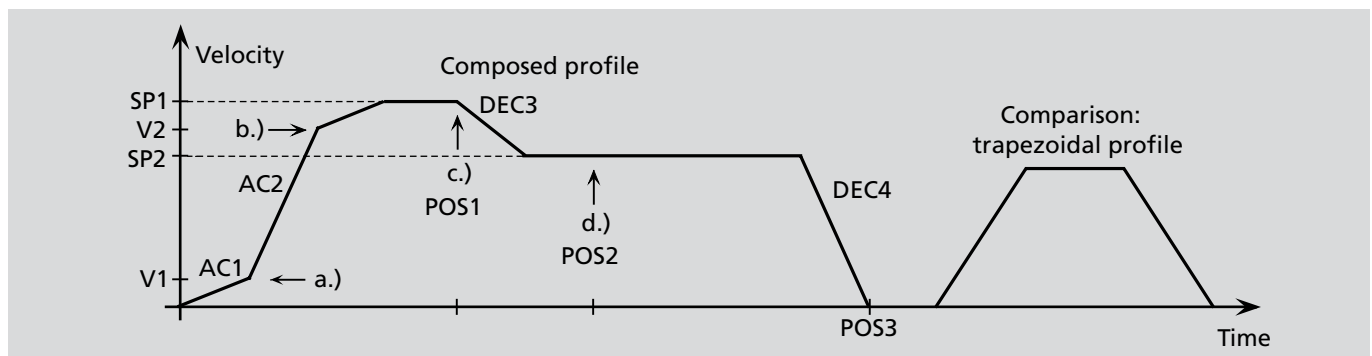 Velocity
Composed profile
SP1
DEC3
Comparison:
trapezoidal profile
V2
b.)
SP2
c.)
AC2
DEC4
POS1
d.)
POS2
V1
AC1
a.)
POS3
Time